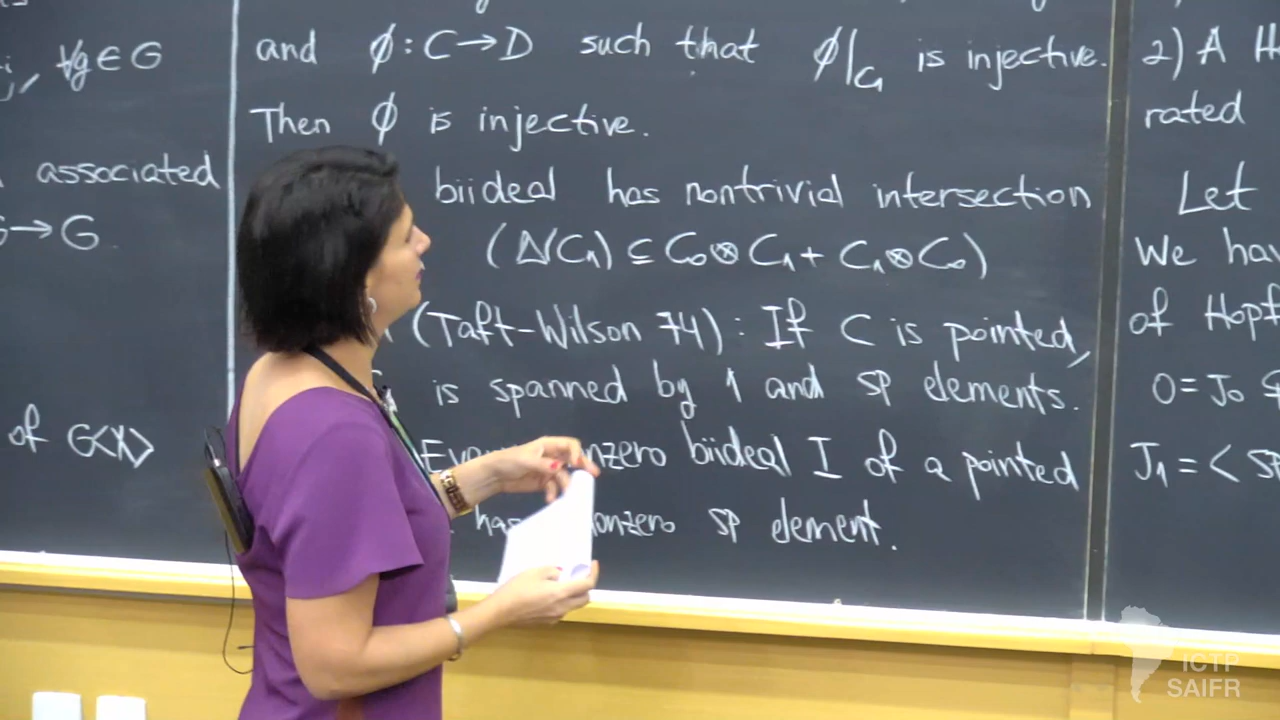 ∀g ∈ G
associated
→ G
of G⟨X⟩
and ϕ : C → D such that ϕ|C₁ is injective.
Then ϕ is injective.
biideal has nontrivial intersection
(Δ(C₁) ⊆ C₀ ⊗ C₁ + C₁ ⊗ C₀)
(Taft-Wilson 74) : If C is pointed,
is spanned by 1 and sp elements.
nzero biideal I of a pointed
has nonzero sp element.
2) A H
rated
Let
We hav
of Hopf
0 = J₀ ⊆
J₁ = < sp
ICTP
SAIFR